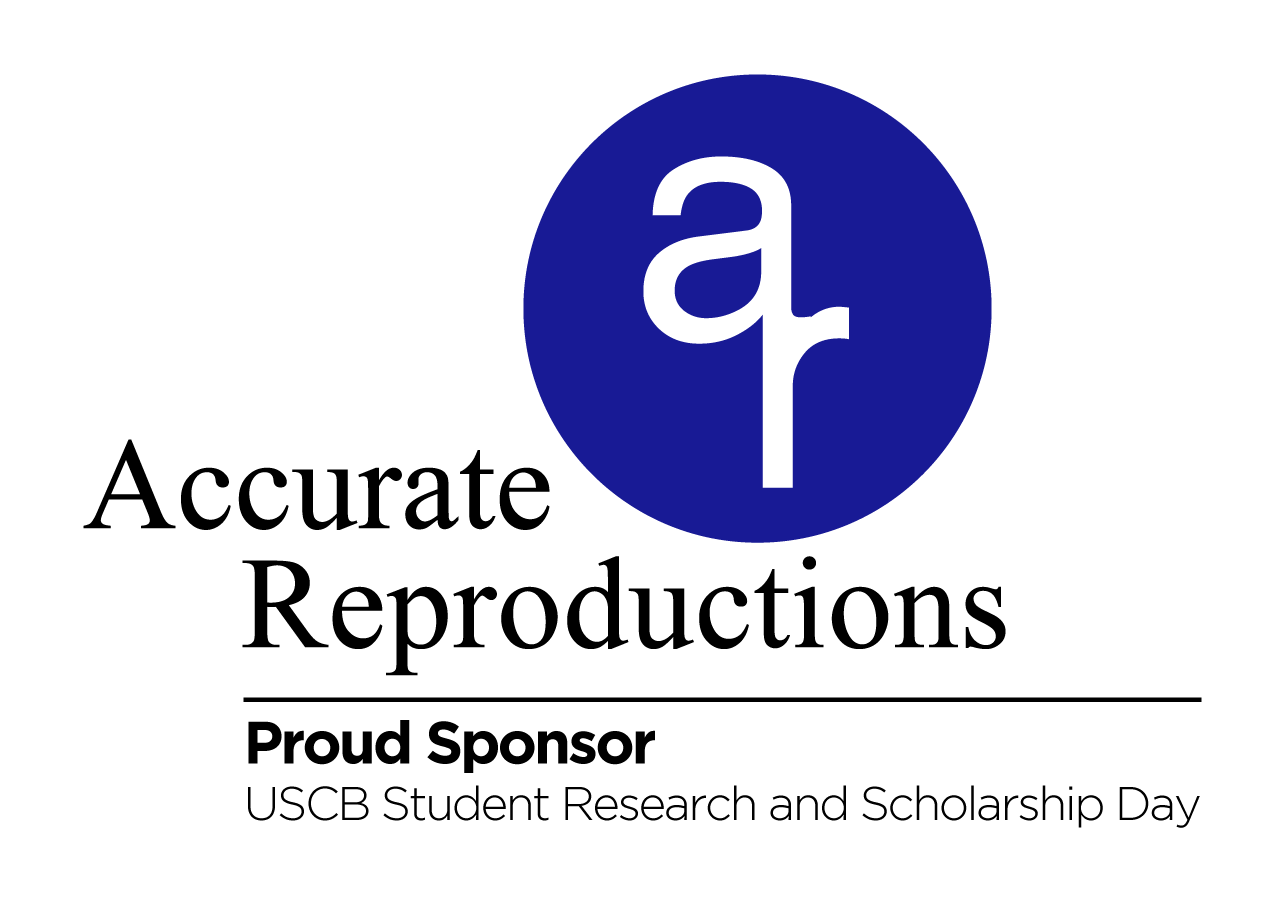 ar
Accurate
Reproductions
Proud Sponsor
USCB Student Research and Scholarship Day